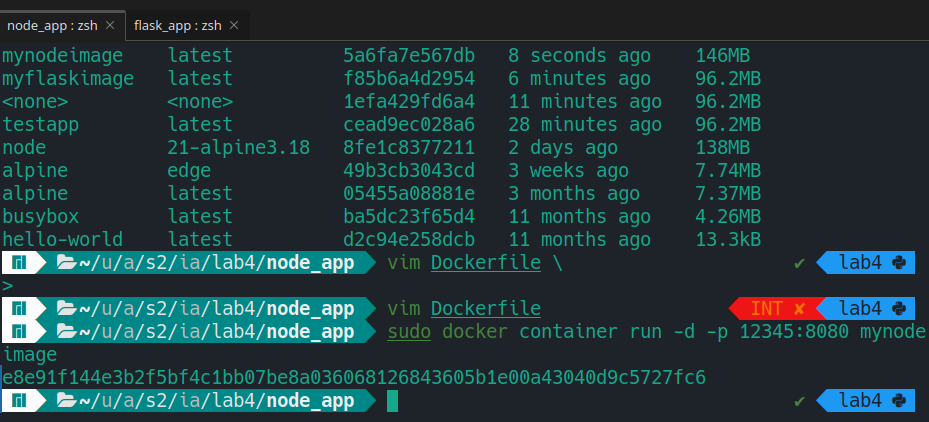 node_app : zsh × flask_app : zsh ×
mynodeimage latest 5a6fa7e567db 8 seconds ago 146MB
myflaskimage latest f85b6a4d2954 6 minutes ago 96.2MB
<none> <none> 1efa429fd6a4 11 minutes ago 96.2MB
testapp latest cead9ec028a6 28 minutes ago 96.2MB
node 21-alpine3.18 8fe1c8377211 2 days ago 138MB
alpine edge 49b3cb3043cd 3 weeks ago 7.74MB
alpine latest 05455a08881e 3 months ago 7.37MB
busybox latest ba5dc23f65d4 11 months ago 4.26MB
hello-world latest d2c94e258dcb 11 months ago 13.3kB
~/u/a/s2/ia/lab4/node_app vim Dockerfile \ ✔ lab4
>
~/u/a/s2/ia/lab4/node_app vim Dockerfile INT ✘ lab4
~/u/a/s2/ia/lab4/node_app sudo docker container run -d -p 12345:8080 mynode
image
e8e91f144e3b2f5bf4c1bb07be8a036068126843605b1e00a43040d9c5727fc6
~/u/a/s2/ia/lab4/node_app ✔ lab4